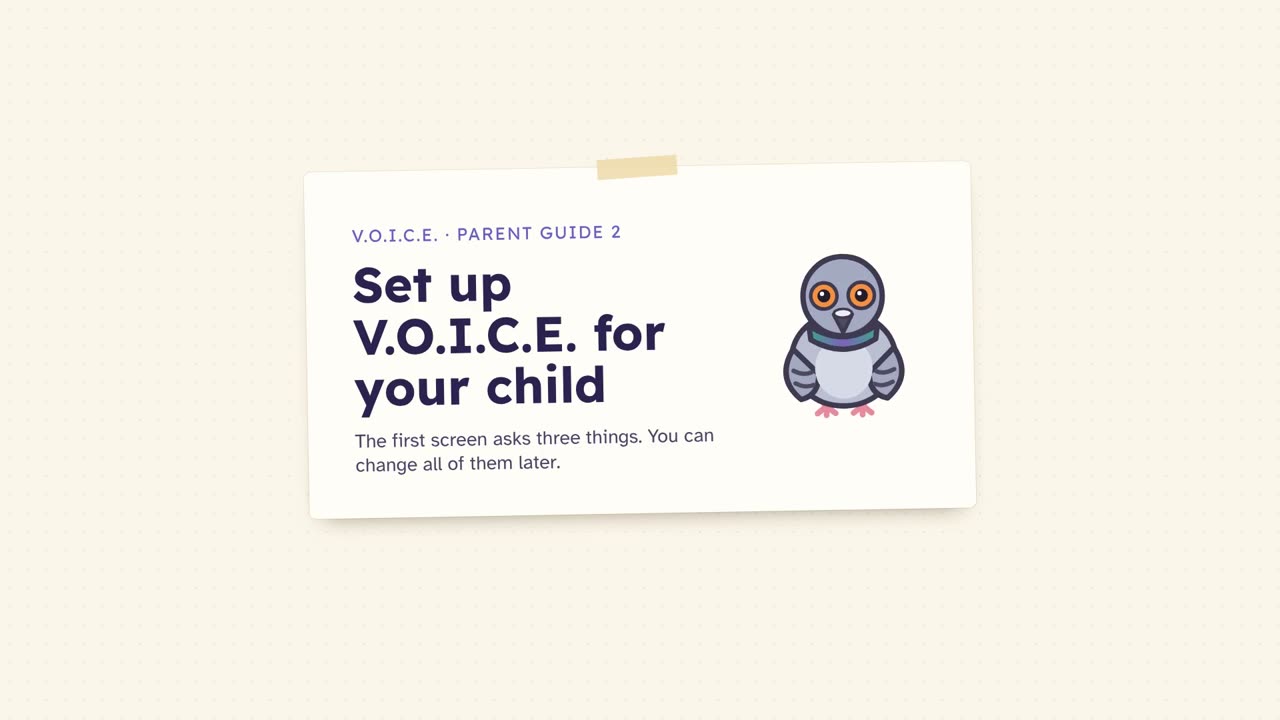 V.O.I.C.E. · PARENT GUIDE 2
Set up
V.O.I.C.E. for
your child
The first screen asks three things. You can
change all of them later.